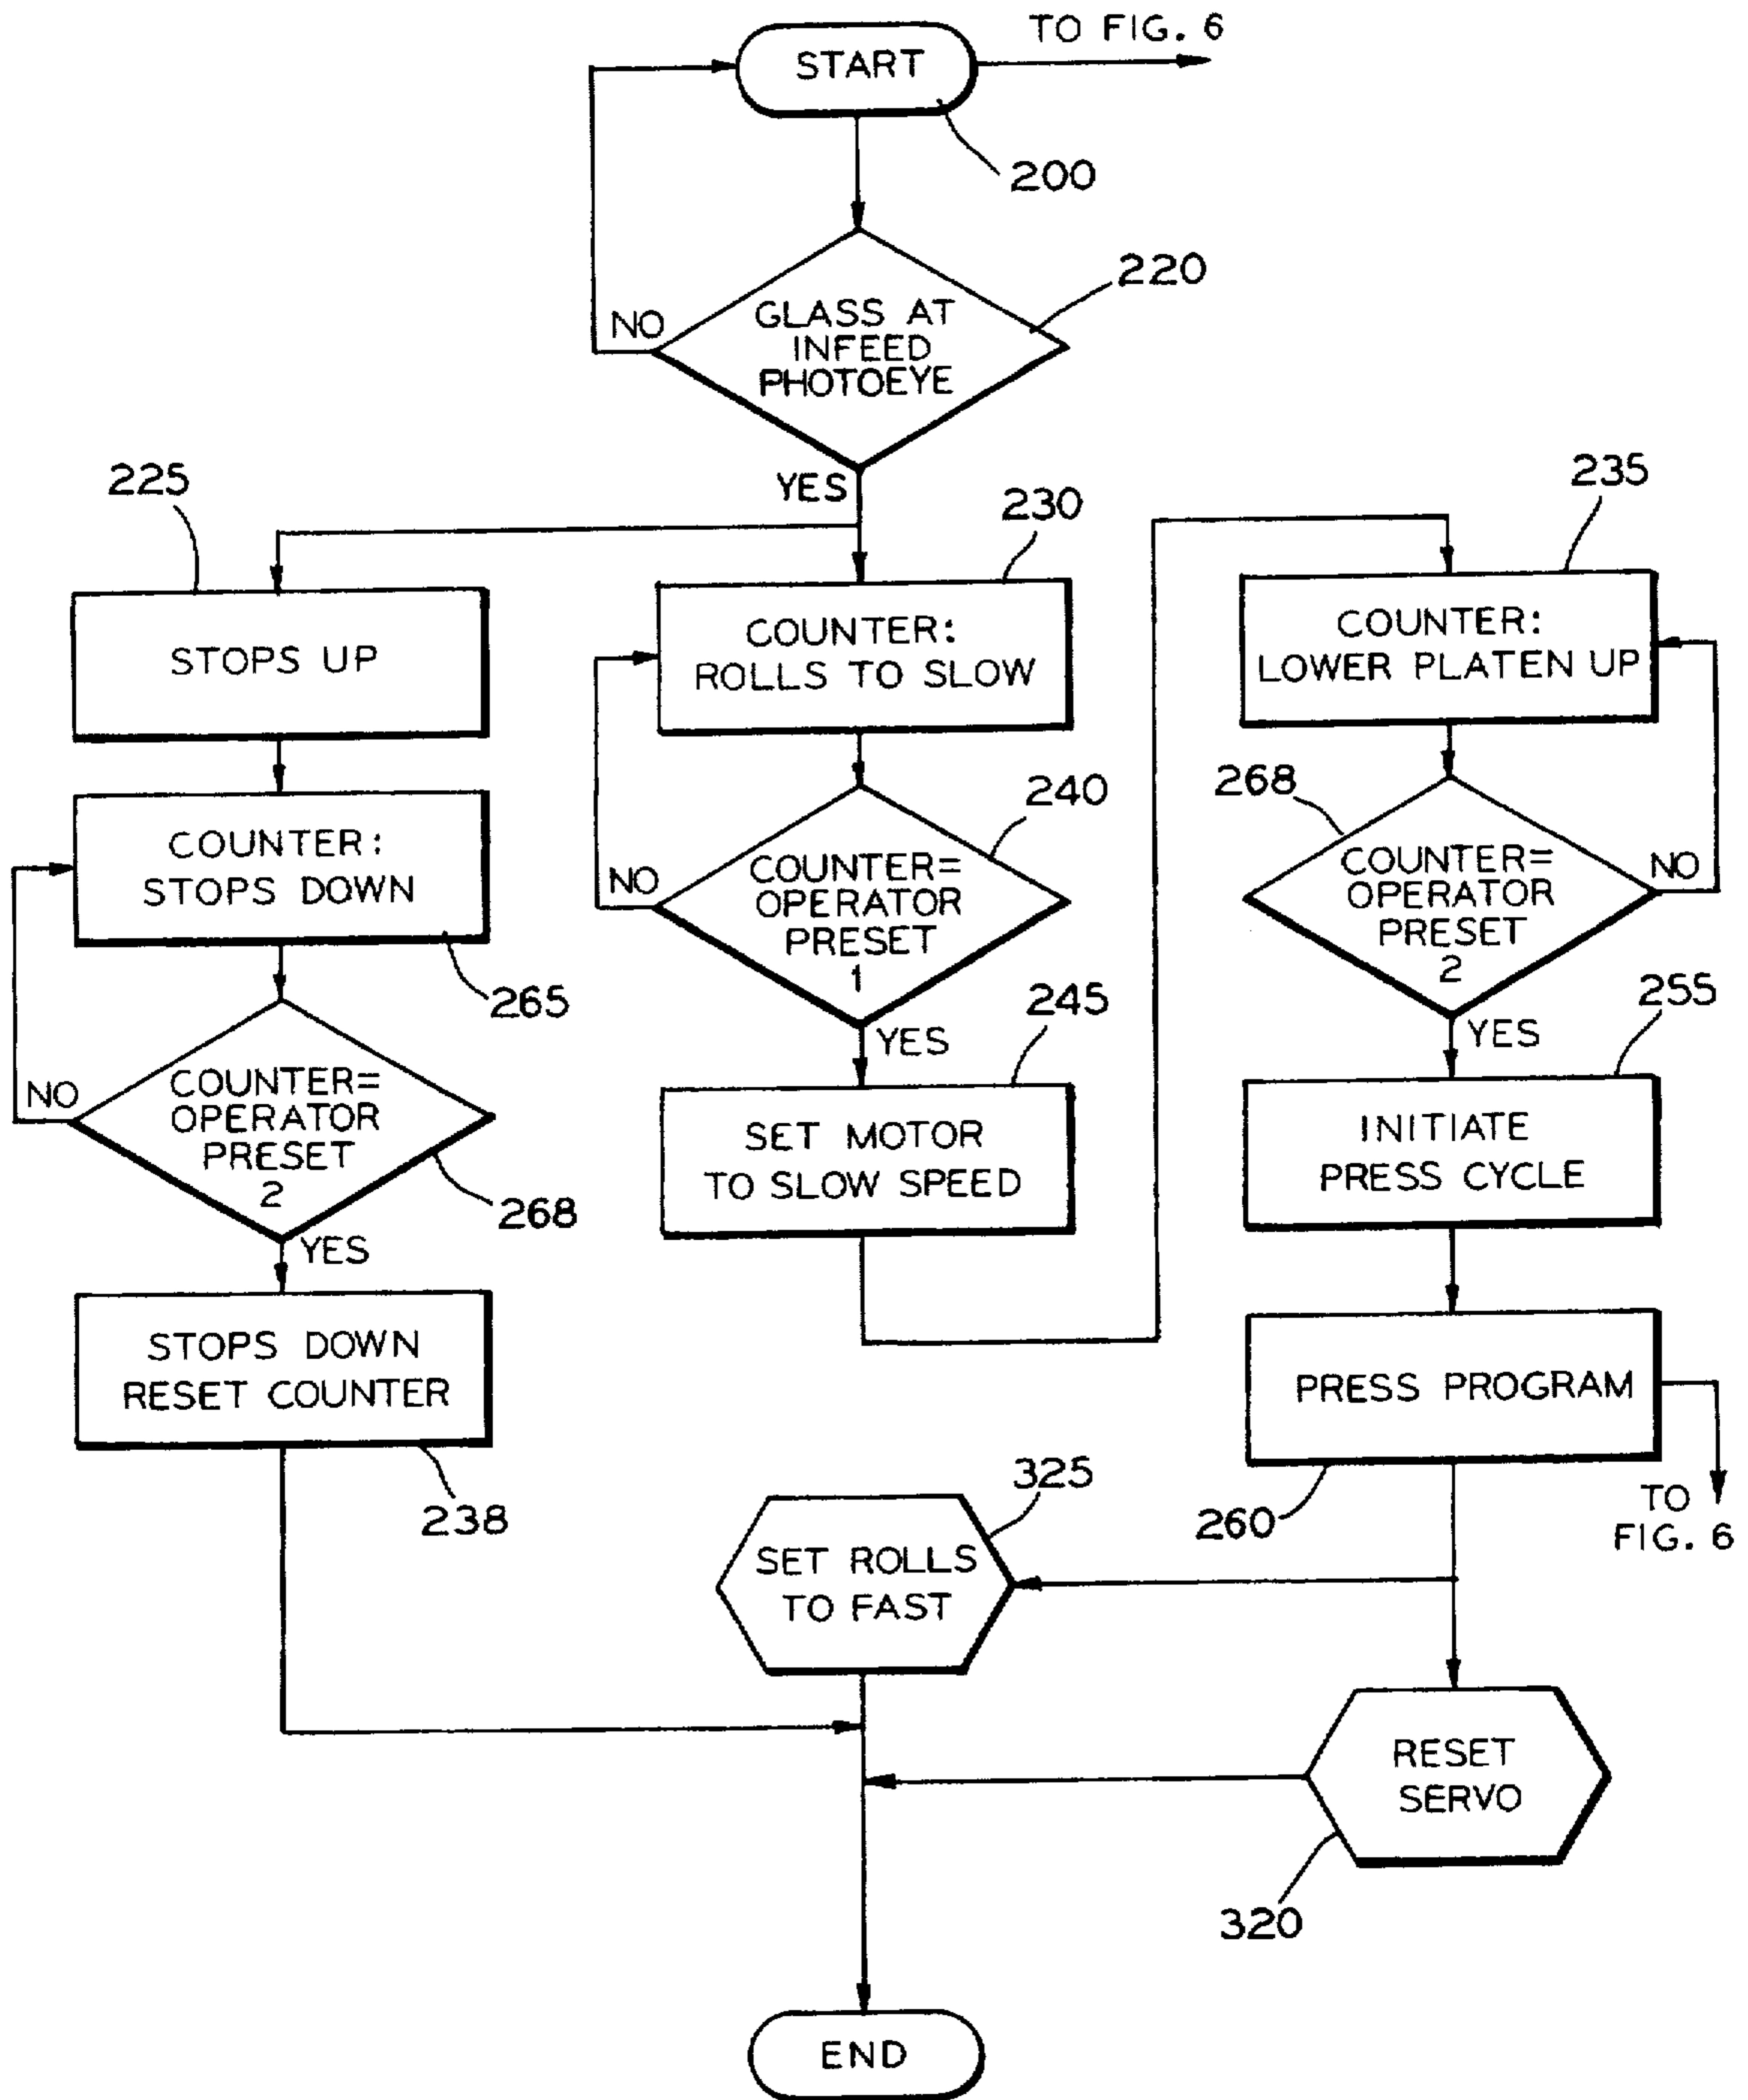 TO FIG. 6
START
200
220
GLASS AT
INFEED
PHOTOEYE
NO
YES
225
STOPS UP
COUNTER:
STOPS DOWN
265
COUNTER=
OPERATOR
PRESET
2
NO
268
YES
STOPS DOWN
RESET COUNTER
238
230
COUNTER:
ROLLS TO SLOW
240
COUNTER=
OPERATOR
PRESET
1
NO
YES
245
SET MOTOR
TO SLOW SPEED
235
COUNTER:
LOWER PLATEN UP
268
COUNTER=
OPERATOR
PRESET
2
NO
YES
255
INITIATE
PRESS CYCLE
PRESS PROGRAM
260
TO
FIG. 6
325
SET ROLLS
TO FAST
RESET
SERVO
320
END